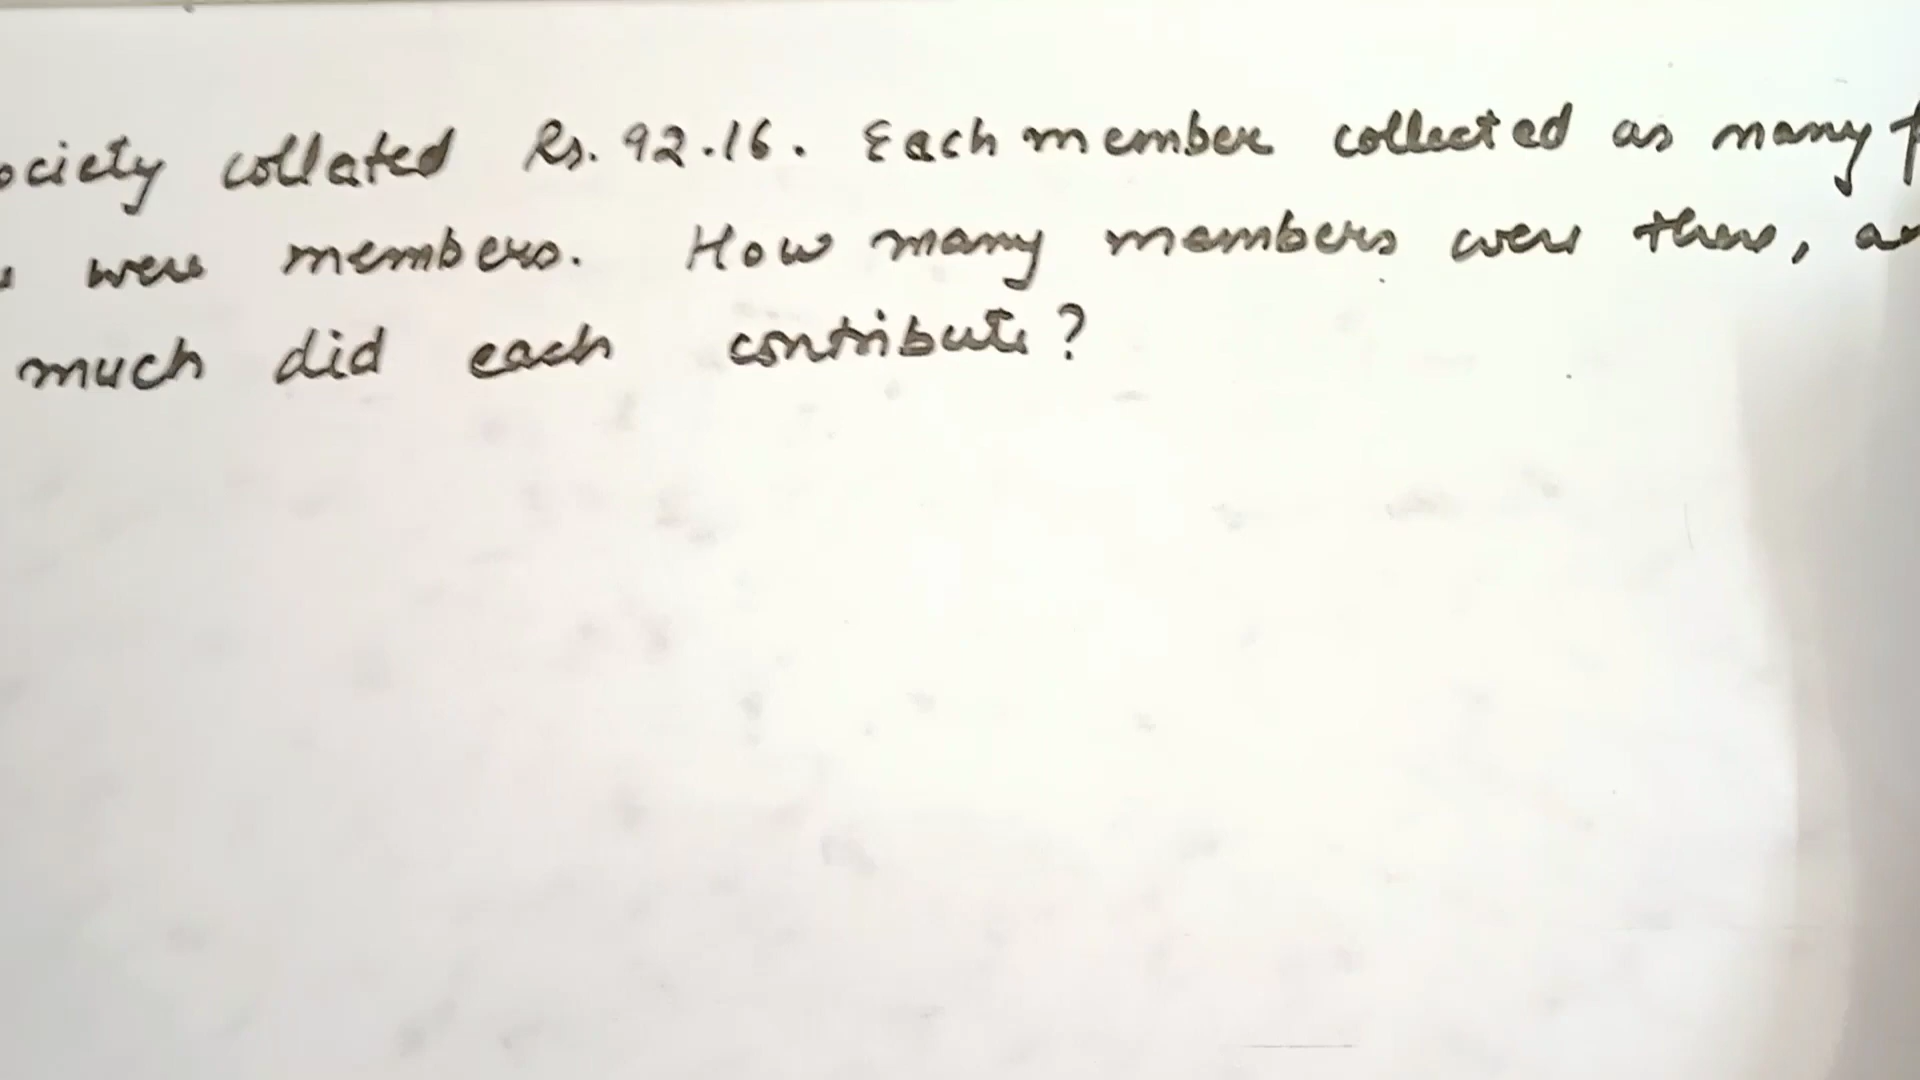 ociety collated Rs. 92.16. Each member collected as many
were members. How many members were there,
much did each contribute?